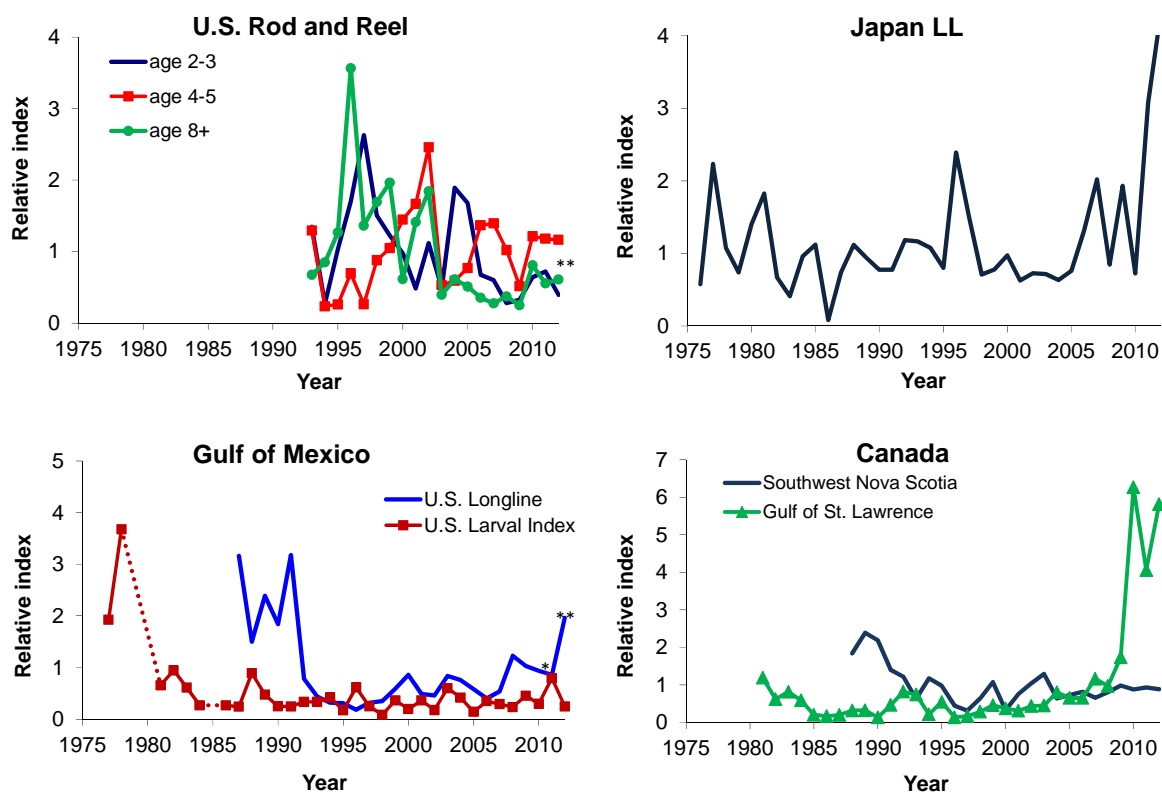 U.S. Rod and Reel
age 2-3
age 4-5
age 8+
Relative index
4
3
2
1
0
**
1975 1980 1985 1990 1995 2000 2005 2010
Year
Japan LL
Relative index
4
3
2
1
0
1975 1980 1985 1990 1995 2000 2005 2010
Year
Gulf of Mexico
U.S. Longline
U.S. Larval Index
Relative index
5
4
3
2
1
0
**
*
1975 1980 1985 1990 1995 2000 2005 2010
Year
Canada
Southwest Nova Scotia
Gulf of St. Lawrence
Relative index
7
6
5
4
3
2
1
0
1975 1980 1985 1990 1995 2000 2005 2010
Year